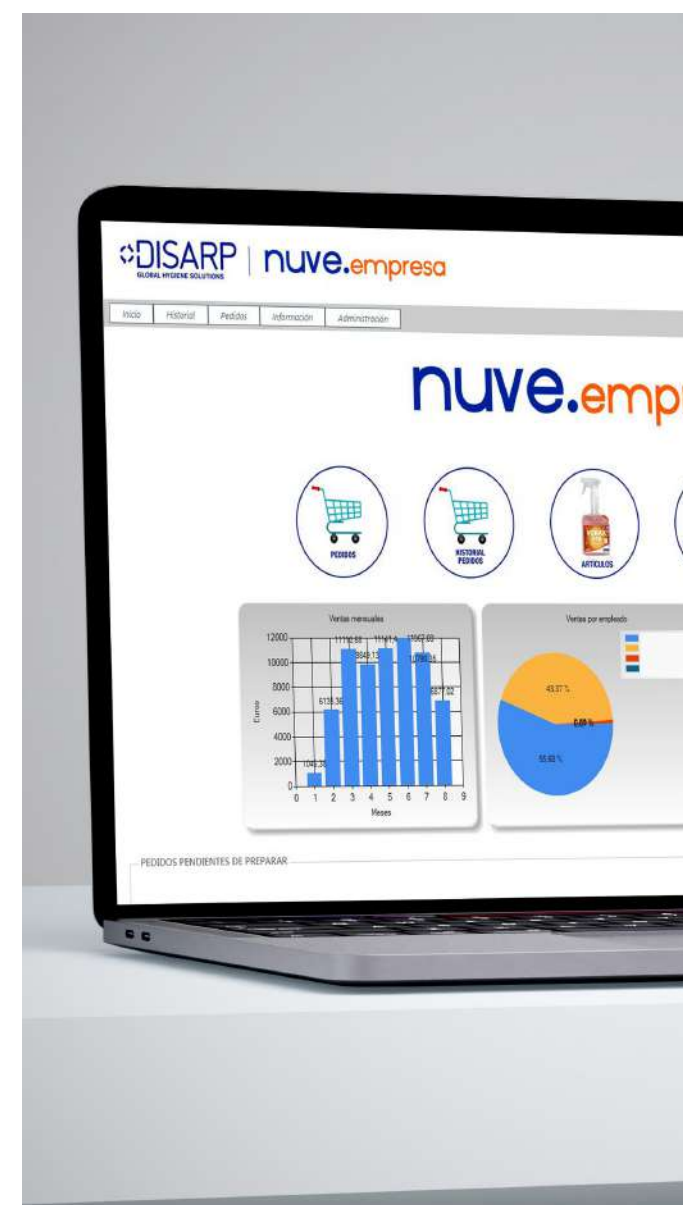 DISARP
GLOBAL HYGIENE SOLUTIONS
nuve.empresa
Inicio Historial Pedidos Información Administración
nuve.emp
PEDIDOS
HISTORIAL
PEDIDOS
ARTICULOS
Ventas mensuales
Ventas por empleado
Euros
12000
10000
8000
6000
4000
2000
0
0 1 2 3 4 5 6 7 8 9
Meses
0.00 %
PEDIDOS PENDIENTES DE PREPARAR